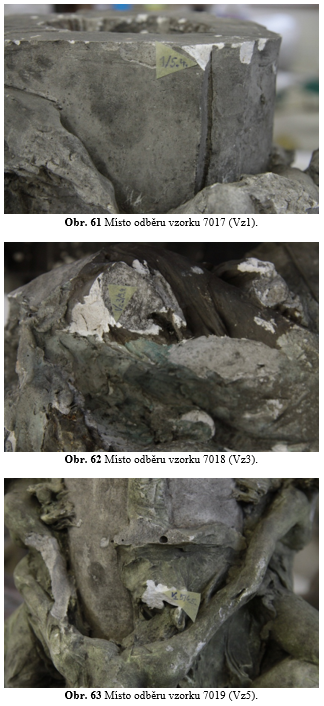 Obr. 61 Místo odběru vzorku 7017 (Vz1).
Obr. 62 Místo odběru vzorku 7018 (Vz3).
Obr. 63 Místo odběru vzorku 7019 (Vz5).